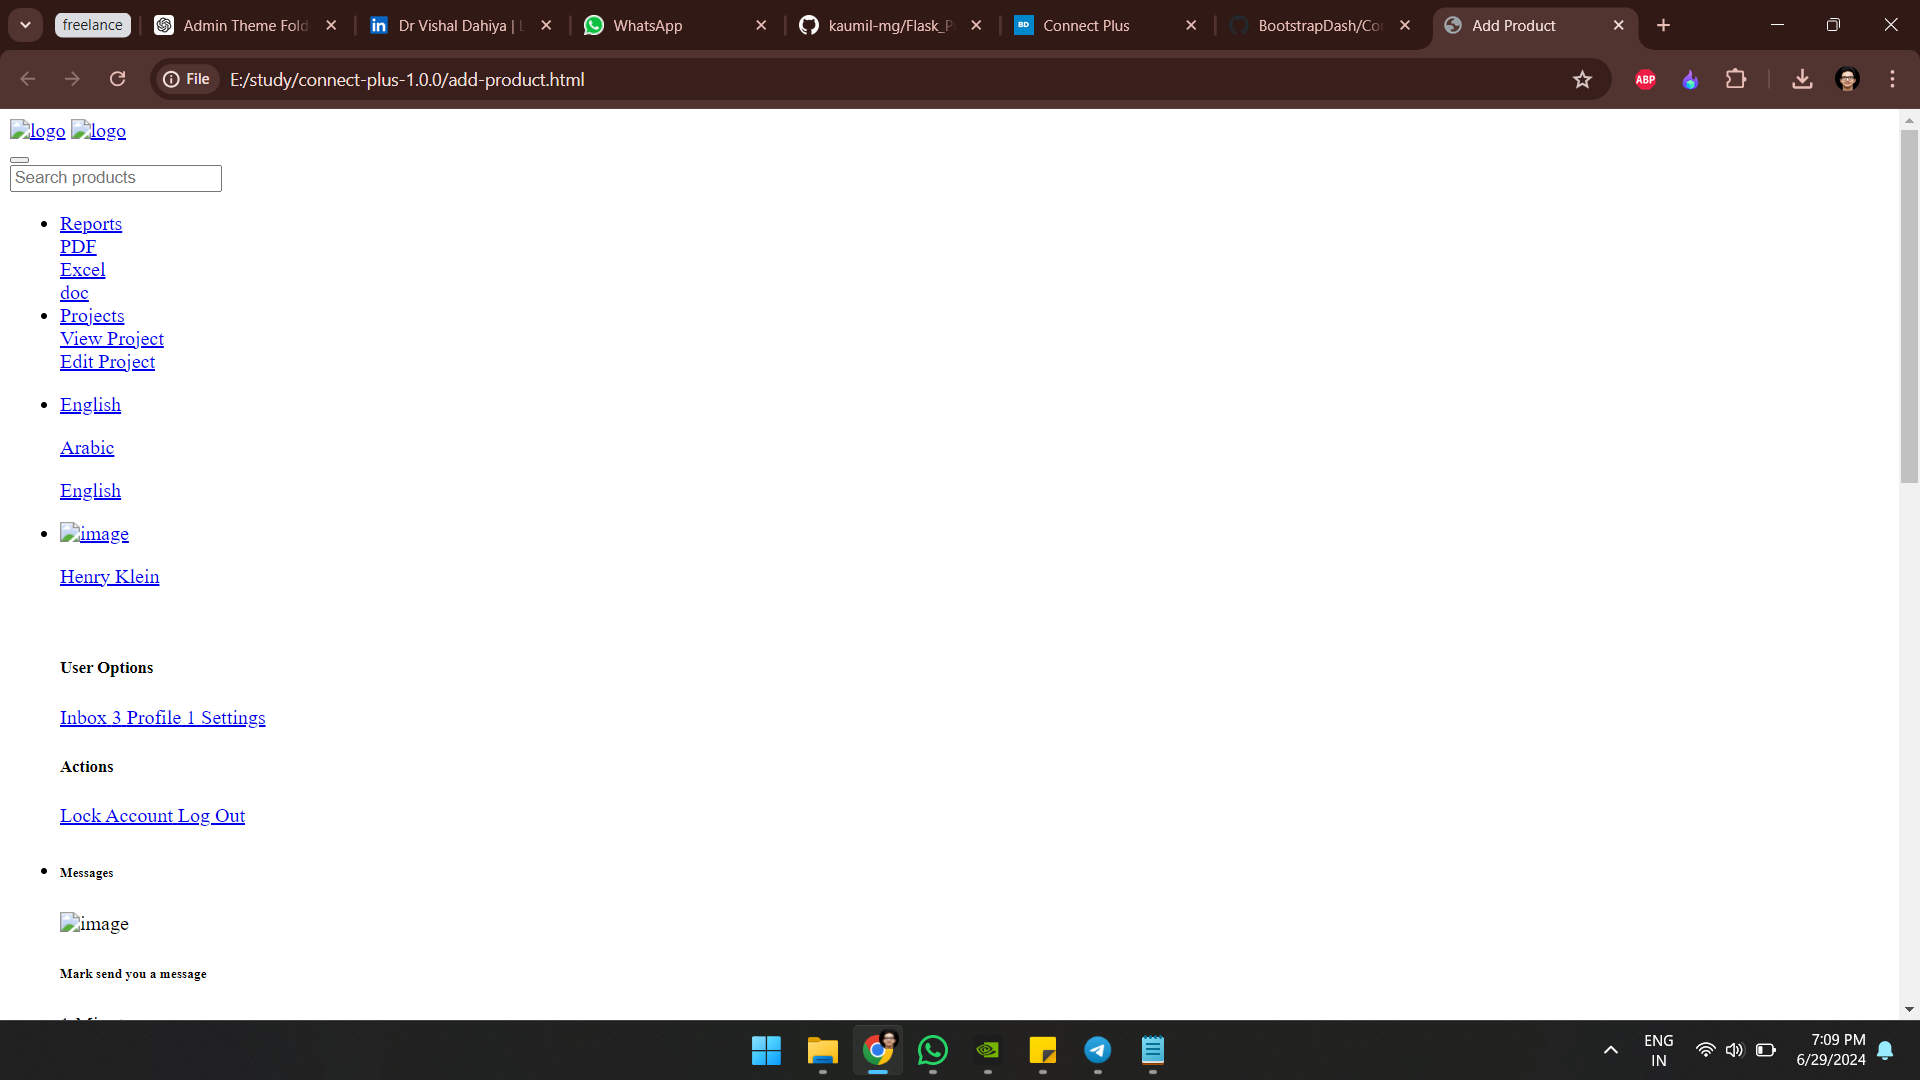 freelance
Admin Theme Fold
Dr Vishal Dahiya | L
WhatsApp
kaumil-mg/Flask_P
BD
Connect Plus
BootstrapDash/Co
Add Product
File
E:/study/connect-plus-1.0.0/add-product.html
ABP
logo logo
Search products
Reports
PDF
Excel
doc
Projects
View Project
Edit Project
English
Arabic
English
image
Henry Klein
User Options
Inbox 3 Profile 1 Settings
Actions
Lock Account Log Out
Messages
image
Mark send you a message
ENG
IN
7:09 PM
6/29/2024